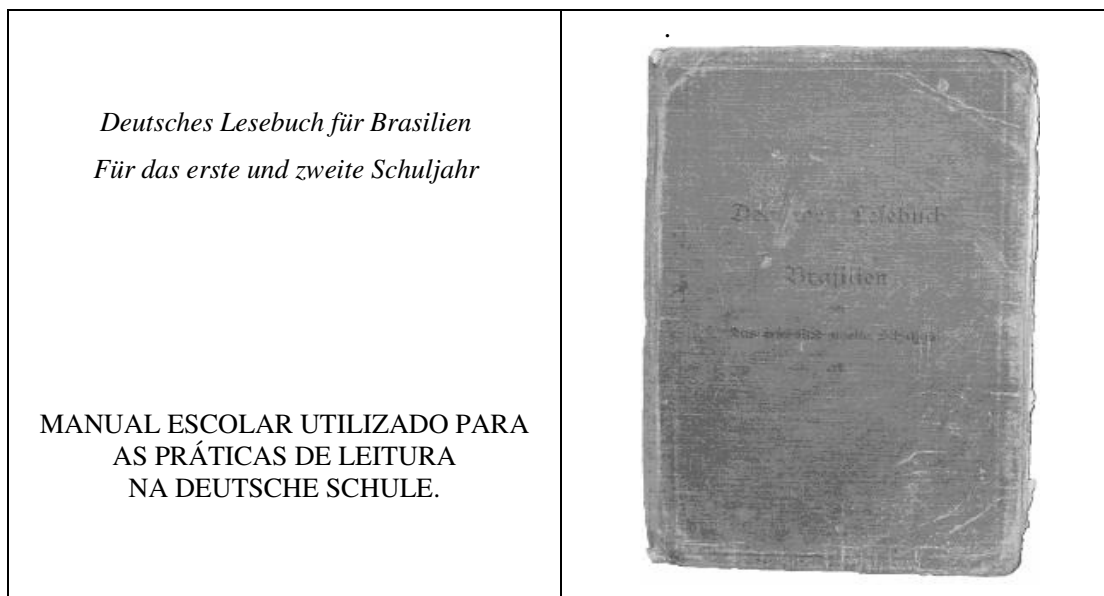 Deutsches Lesebuch für Brasilien
Für das erste und zweite Schuljahr
MANUAL ESCOLAR UTILIZADO PARA
AS PRÁTICAS DE LEITURA
NA DEUTSCHE SCHULE.
.
Lesebuch
Brasilien